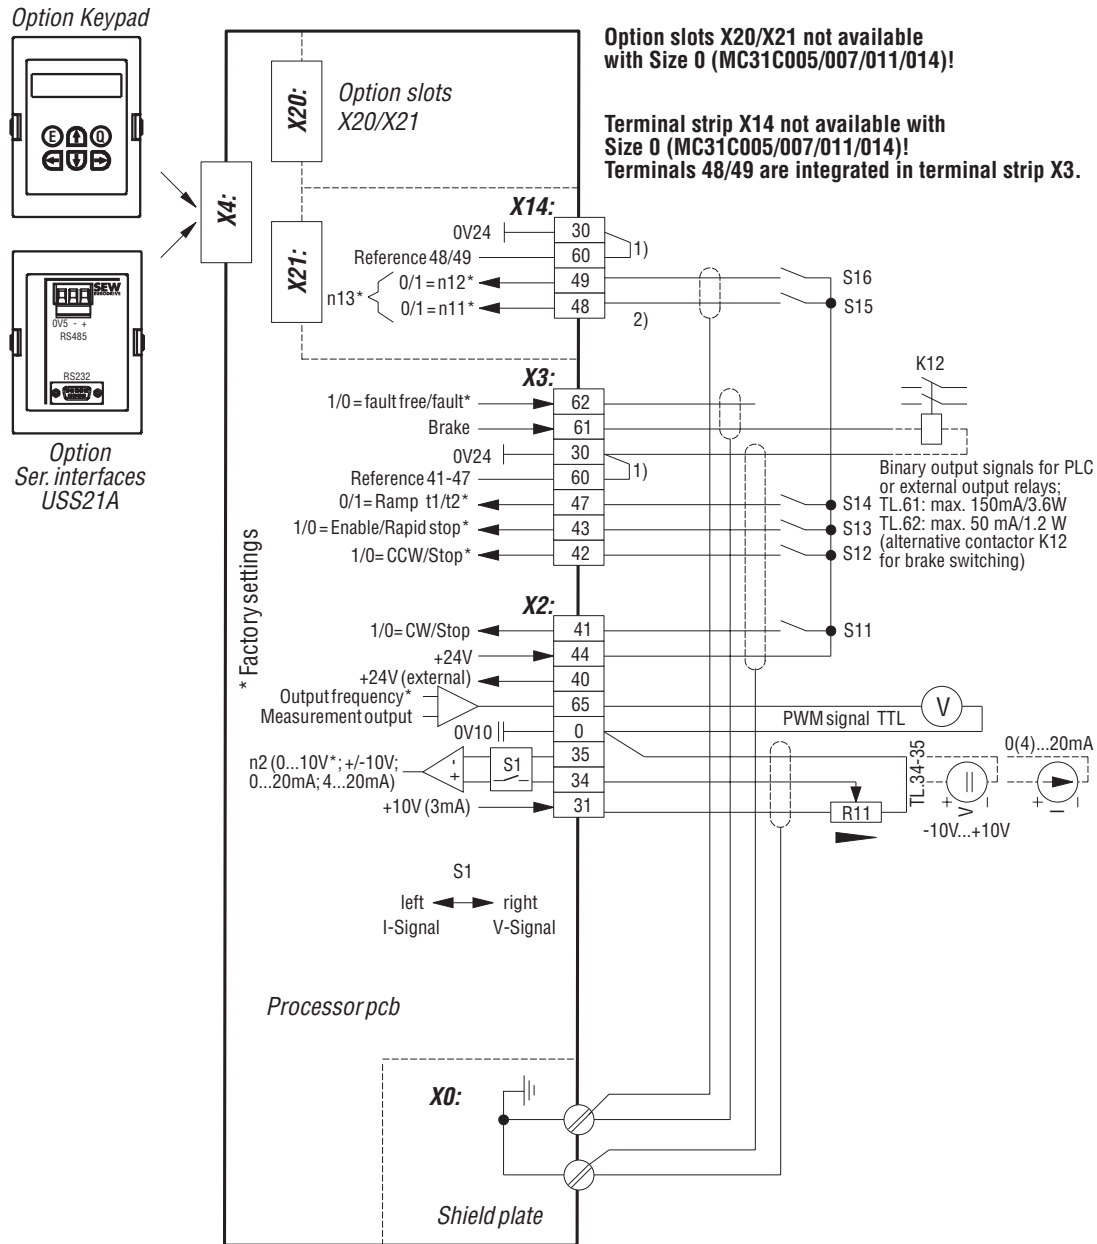 Option Keypad
E
Q
X4:
SEW
EURODRIVE
0V5 - +
RS485
RS232
Option
Ser. interfaces
USS21A
Option slots X20/X21 not available
with Size 0 (MC31C005/007/011/014)!
Terminal strip X14 not available with
Size 0 (MC31C005/007/011/014)!
Terminals 48/49 are integrated in terminal strip X3.
X20:
Option slots
X20/X21
X21:
X14:
0V24
30
Reference 48/49
60
1)
n13*
0/1 = n12*
49
S16
0/1 = n11*
48
2)
S15
X3:
K12
1/0 = fault free/fault*
62
Brake
61
0V24
30
Reference 41-47
60
1)
0/1= Ramp t1/t2*
47
S14
1/0 = Enable/Rapid stop*
43
S13
1/0= CCW/Stop*
42
S12
Binary output signals for PLC
or external output relays;
TL.61: max. 150mA/3.6W
TL.62: max. 50 mA/1.2 W
(alternative contactor K12
for brake switching)
* Factory settings
X2:
1/0= CW/Stop
41
S11
+24V
44
+24V (external)
40
Output frequency*
Measurement output
65
PWM signal TTL
V
0V10
0
n2 (0...10V*; +/-10V;
0...20mA; 4...20mA)
- +
S1
35
34
+10V (3mA)
31
R11
TL.34-35
+ V -
-10V...+10V
0(4)...20mA
+ I -
S1
left right
I-Signal V-Signal
Processor pcb
X0:
Shield plate